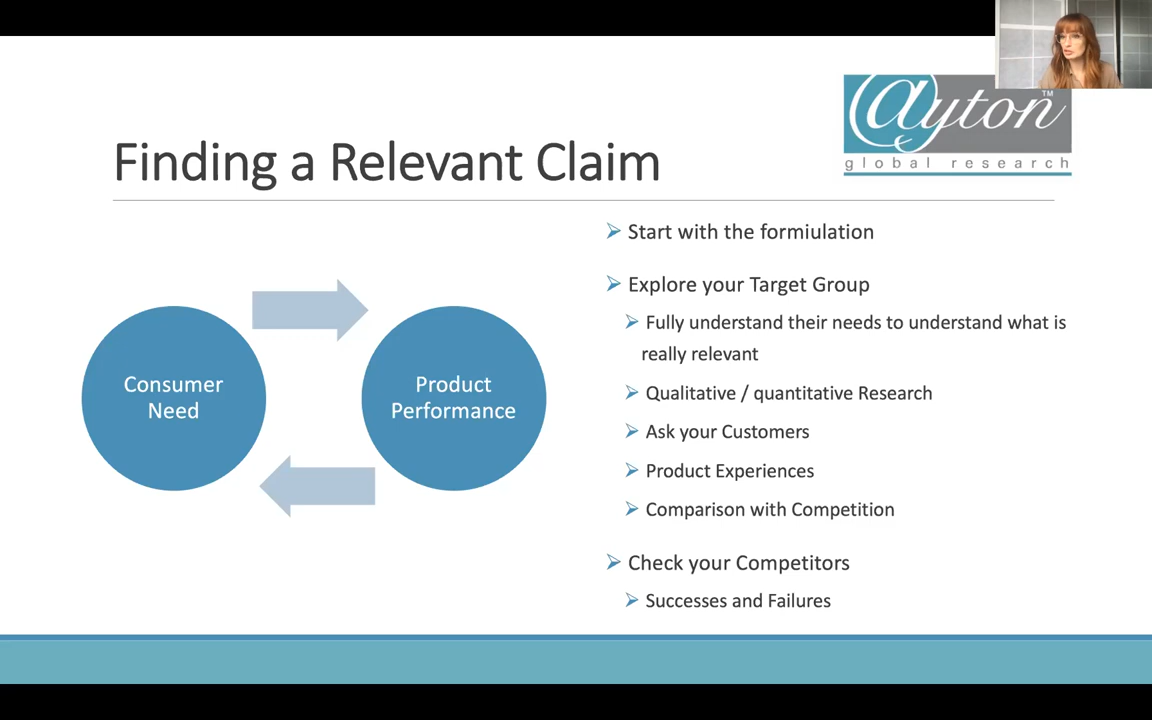 @yton™
global research
Finding a Relevant Claim
Consumer
Need
Product
Performance
Start with the formiulation
Explore your Target Group
Fully understand their needs to understand what is
really relevant
Qualitative / quantitative Research
Ask your Customers
Product Experiences
Comparison with Competition
Check your Competitors
Successes and Failures